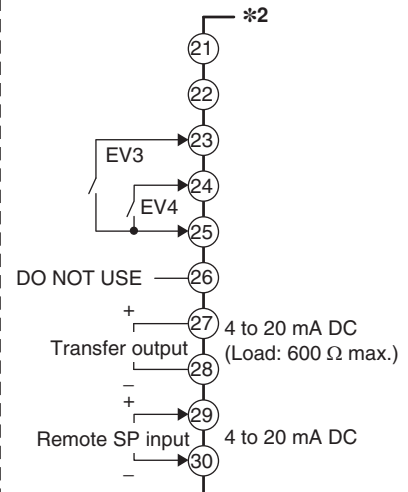 ✻2
21
22
23
EV3
24
EV4
25
DO NOT USE 26
+
27 4 to 20 mA DC
Transfer output (Load: 600 Ω max.)
28
–
+
29
Remote SP input 4 to 20 mA DC
30
–